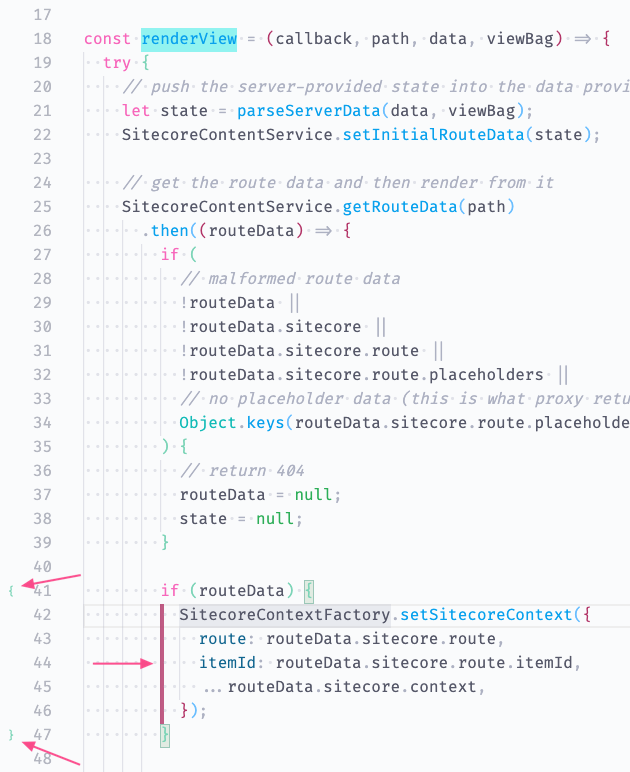 17
18 const renderView = (callback, path, data, viewBag) => {
19 try {
20 // push the server-provided state into the data provi
21 let state = parseServerData(data, viewBag);
22 SitecoreContentService.setInitialRouteData(state);
23
24 // get the route data and then render from it
25 SitecoreContentService.getRouteData(path)
26 .then((routeData) => {
27 if (
28 // malformed route data
29 !routeData ||
30 !routeData.sitecore ||
31 !routeData.sitecore.route ||
32 !routeData.sitecore.route.placeholders ||
33 // no placeholder data (this is what proxy retu
34 Object.keys(routeData.sitecore.route.placeholde
35 ) {
36 // return 404
37 routeData = null;
38 state = null;
39 }
40
{ 41 if (routeData) {
42 SitecoreContextFactory.setSitecoreContext({
43 route: routeData.sitecore.route,
44 itemId: routeData.sitecore.route.itemId,
45 ...routeData.sitecore.context,
46 });
} 47 }
48